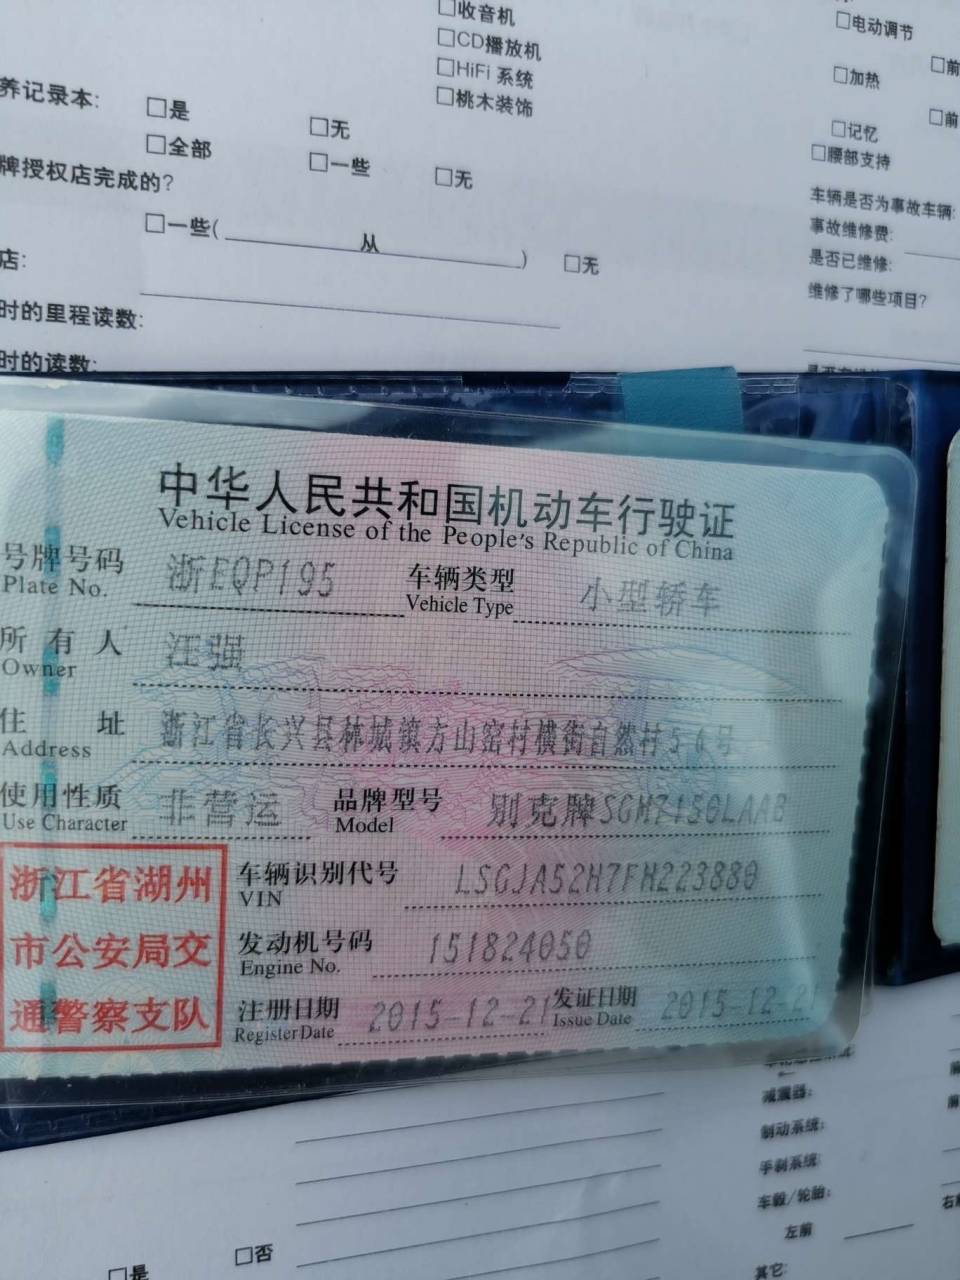 □收音机
□CD播放机
□HiFi 系统
□桃木装饰
□电动调节
□前
□加热
□前
□记忆
□腰部支持
养记录本: □是 □无
□全部 □一些 □无
牌授权店完成的?
□一些( 从 ) □无
店:
时的里程读数:
时的读数:
车辆是否为事故车辆:
事故维修费:
是否已维修:
维修了哪些项目?
中华人民共和国机动车行驶证
Vehicle License of the People's Republic of China
号牌号码 浙EQP195 车辆类型 小型轿车
Plate No. Vehicle Type
所有人 汪强
Owner
住址 浙江省长兴县林城镇方山窑村横街自然村56号
Address
使用性质 非营运 品牌型号 别克牌SGM7150LAAB
Use Character Model
浙江省湖州
市公安局交
通警察支队
车辆识别代号 LSGJA52H7FH223880
VIN
发动机号码 151824050
Engine No.
注册日期 2015-12-21 发证日期 2015-12-21
Register Date Issue Date
减震器:
制动系统:
手刹系统:
车毂/轮胎:
左前
右
其它:
□是 □否